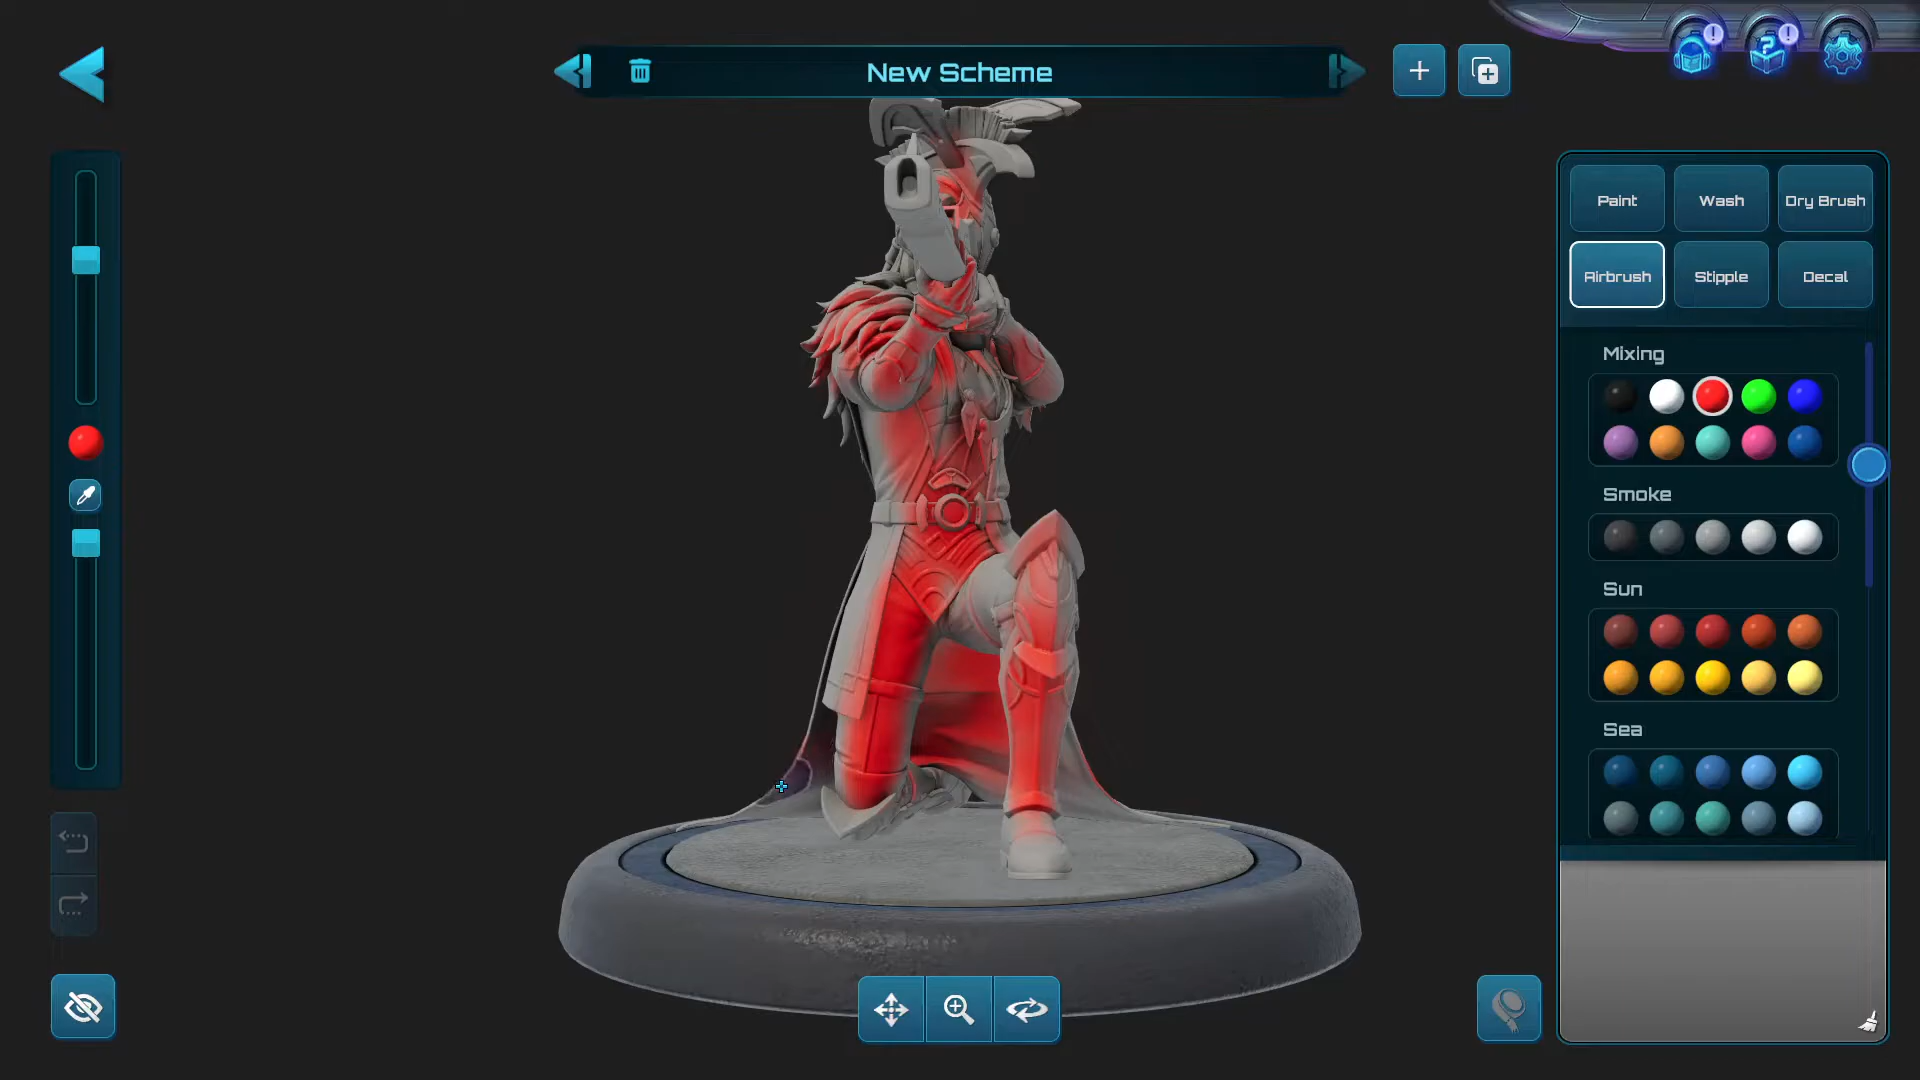 New Scheme
Paint
Wash
Dry Brush
Airbrush
Stipple
Decal
Mixing
Smoke
Sun
Sea